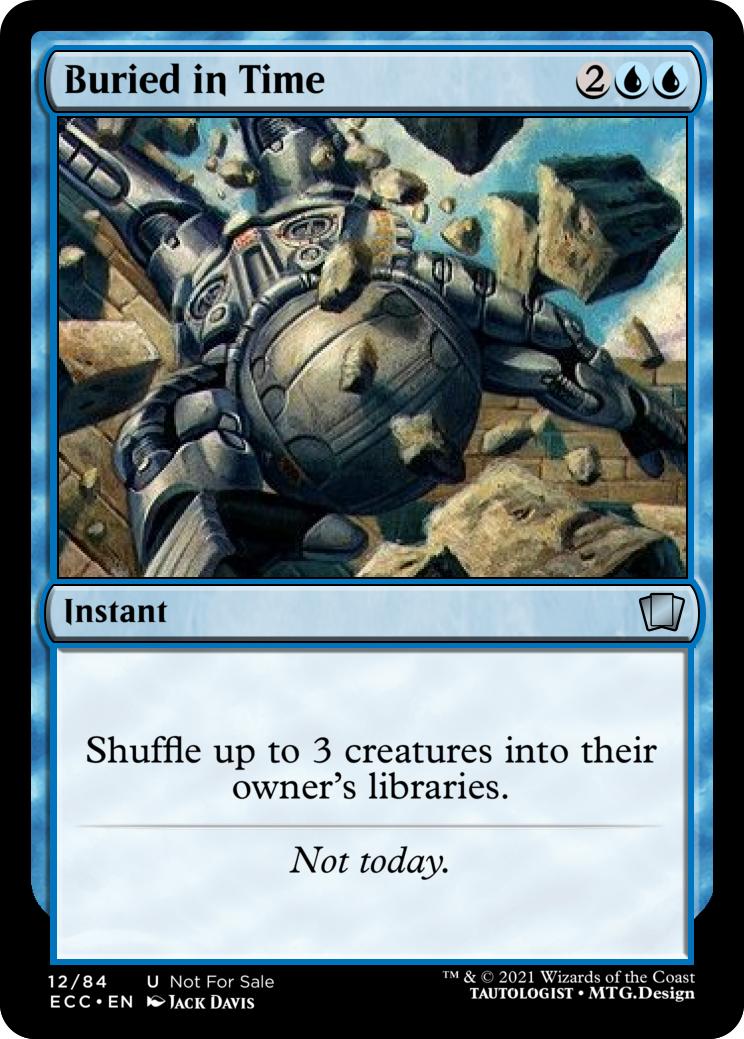 Buried in Time 2
Instant
Shuffle up to 3 creatures into their
owner's libraries.
Not today.
12/84 U Not For Sale
ECC • EN JACK DAVIS
™ & © 2021 Wizards of the Coast
TAUTOLOGIST • MTG.Design